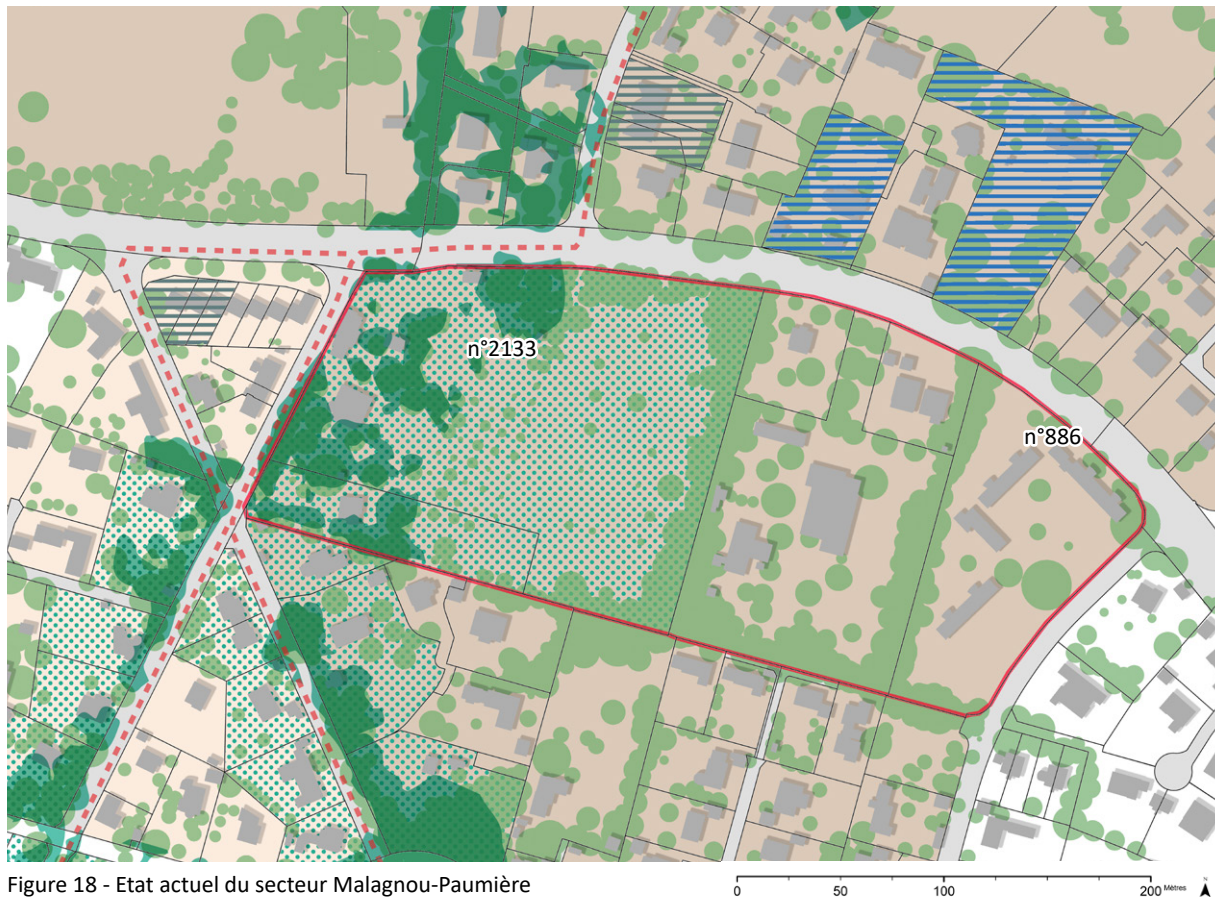 n°2133
n°886
Figure 18 - Etat actuel du secteur Malagnou-Paumière
0 50 100 200 Mètres N